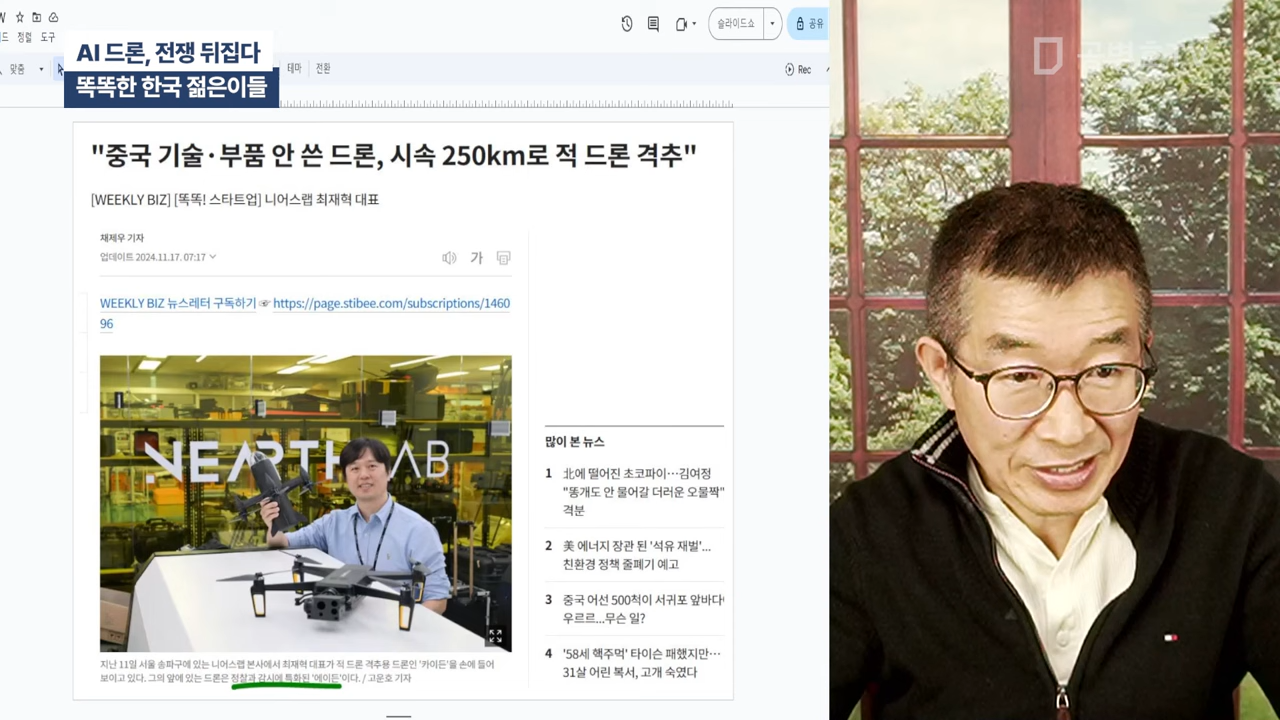 정렬 도구
슬라이드쇼
공유
맞춤
테마
전환
Rec
AI 드론, 전쟁 뒤집다
똑똑한 한국 젊은이들
"중국 기술·부품 안 쓴 드론, 시속 250km로 적 드론 격추"
[WEEKLY BIZ] [똑똑! 스타트업] 니어스랩 최재혁 대표
채제우 기자
업데이트 2024.11.17. 07:17
가
WEEKLY BIZ 뉴스레터 구독하기 ☞ https://page.stibee.com/subscriptions/1460
96
NEARTH LAB
지난 11일 서울 송파구에 있는 니어스랩 본사에서 최재혁 대표가 적 드론 격추용 드론인 '카이든'을 손에 들어
보이고 있다. 그의 앞에 있는 드론은 정찰과 감시에 특화된 '에이든'이다. / 고운호 기자
많이 본 뉴스
1 北에 떨어진 초코파이…김여정
"똥개도 안 물어갈 더러운 오물짝"
격분
2 美 에너지 장관 된 '석유 재벌'...
친환경 정책 줄폐기 예고
3 중국 어선 500척이 서귀포 앞바다
우르르...무슨 일?
4 '58세 핵주먹' 타이슨 패했지만…
31살 어린 복서, 고개 숙였다